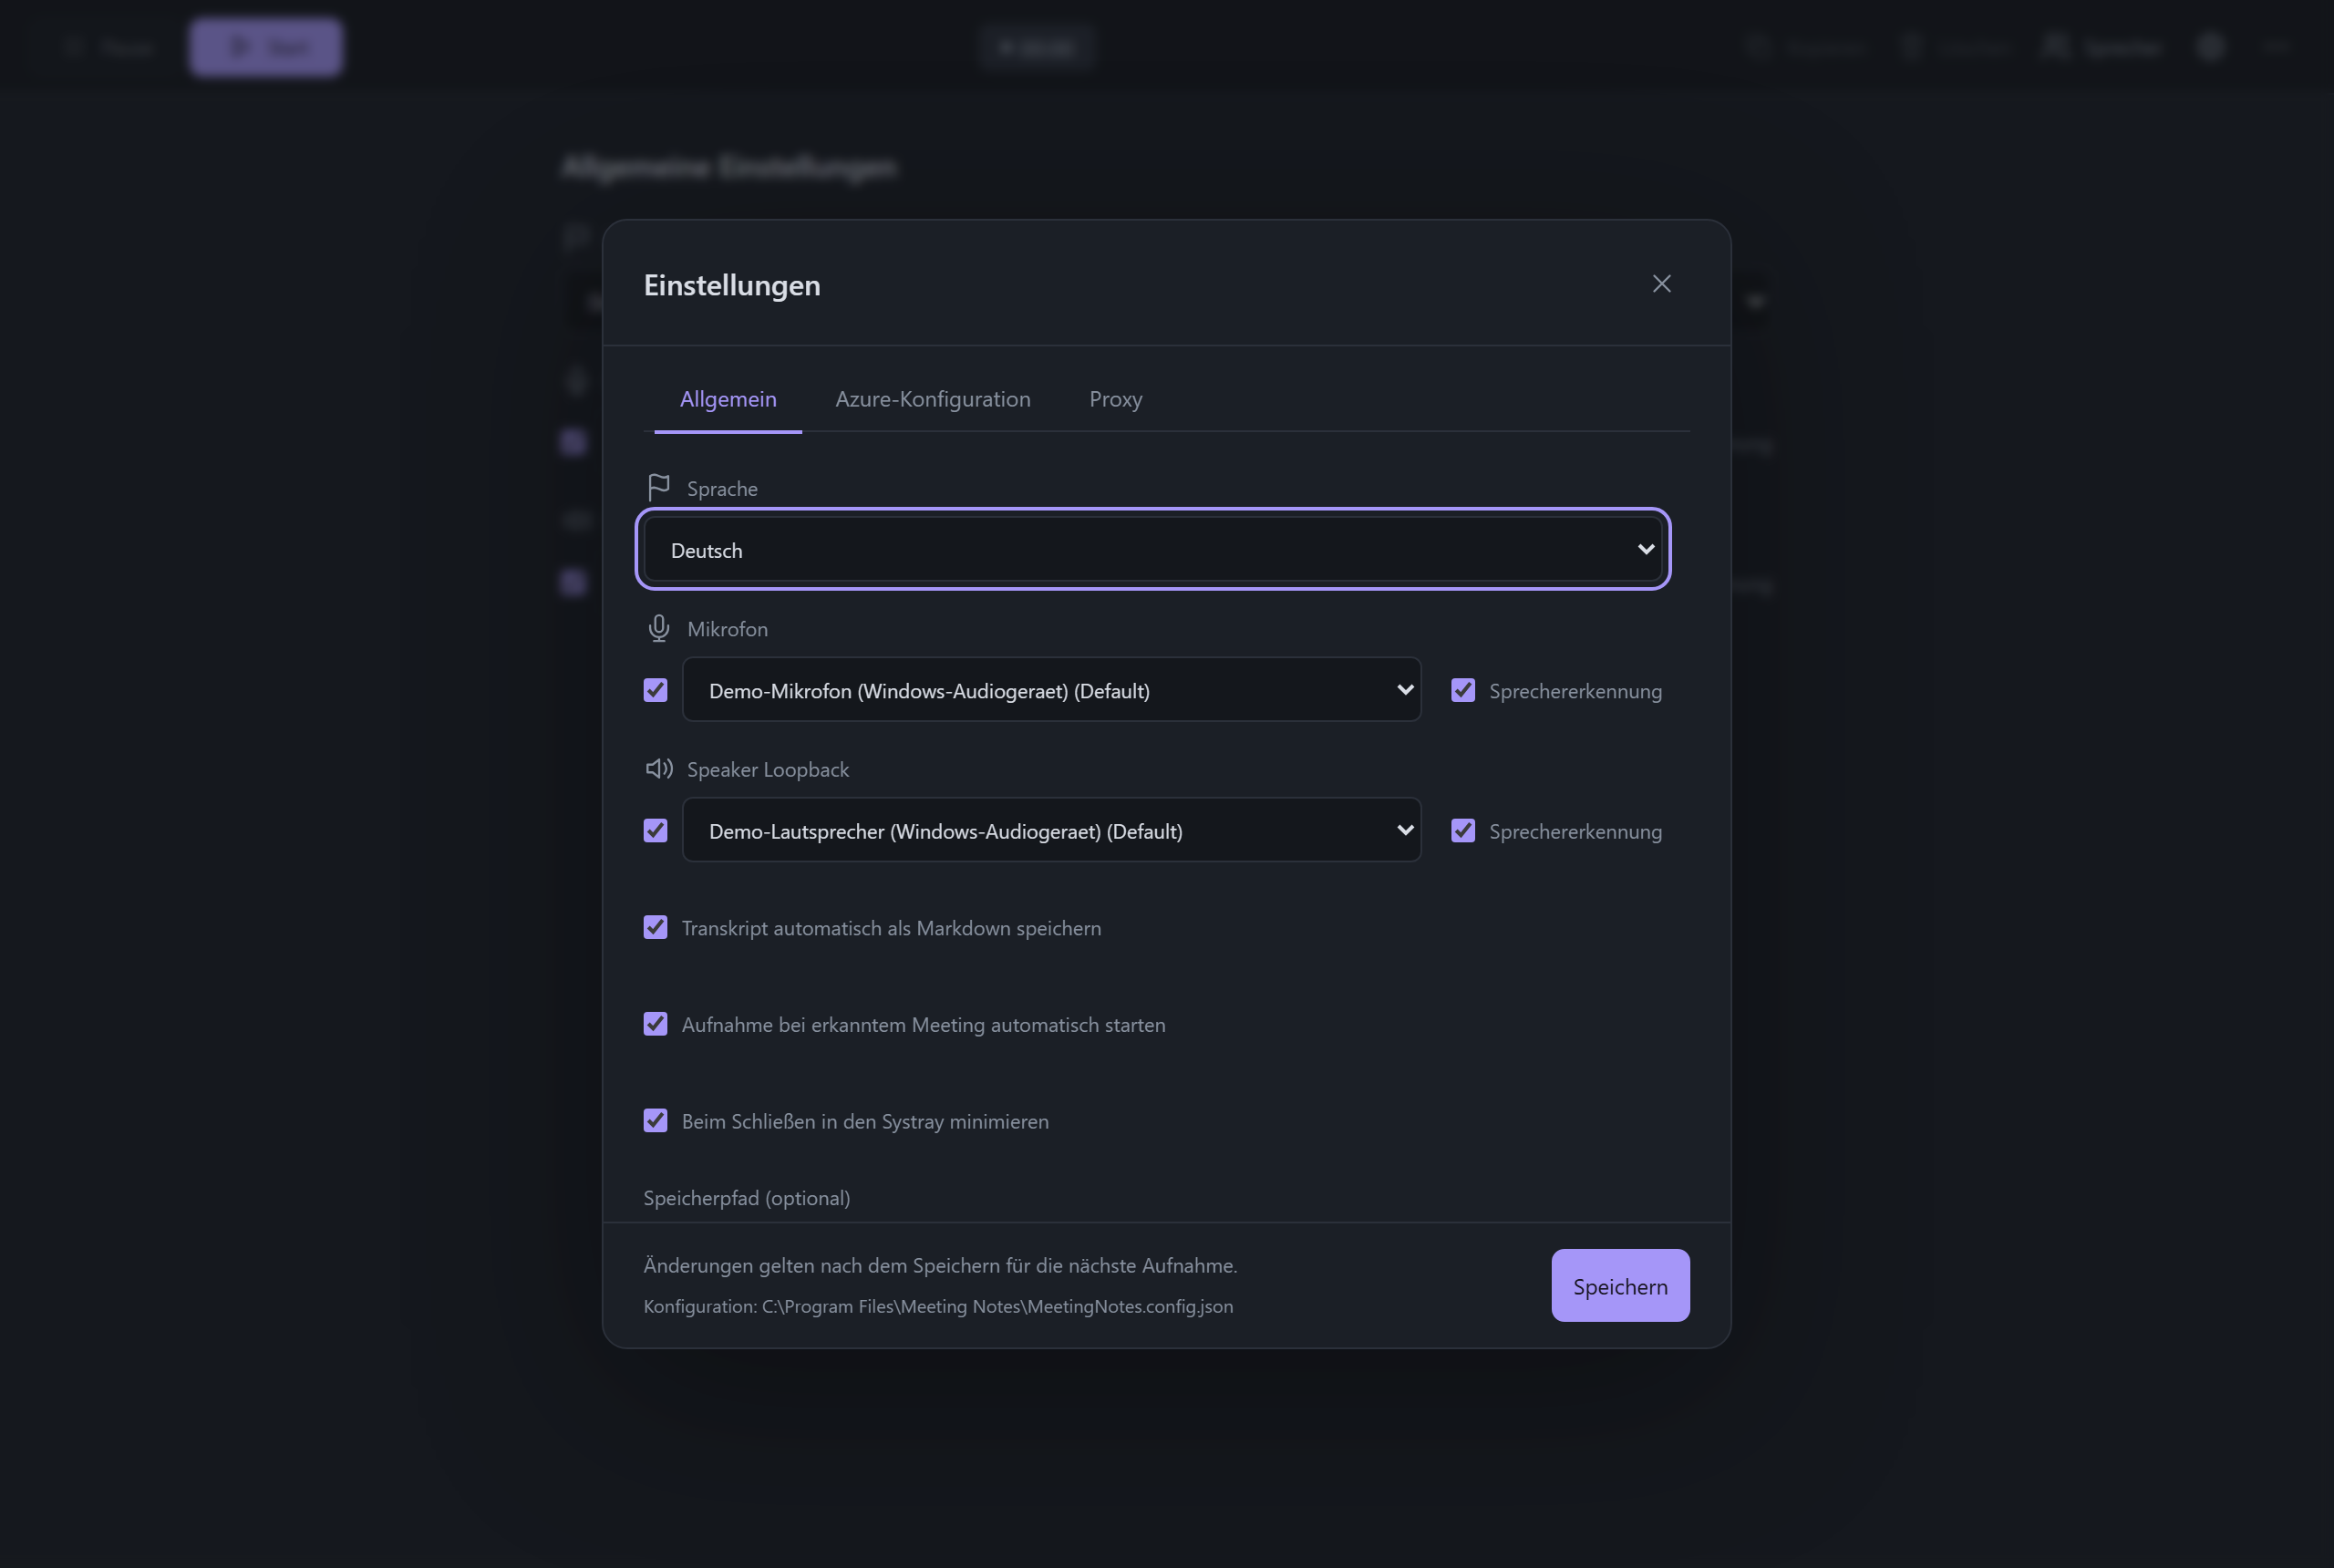 Allgemeine Einstellungen
Einstellungen
Allgemein Azure-Konfiguration Proxy
Sprache
Deutsch
Mikrofon
Demo-Mikrofon (Windows-Audiogeraet) (Default) Sprechererkennung
Speaker Loopback
Demo-Lautsprecher (Windows-Audiogeraet) (Default) Sprechererkennung
Transkript automatisch als Markdown speichern
Aufnahme bei erkanntem Meeting automatisch starten
Beim Schließen in den Systray minimieren
Speicherpfad (optional)
Änderungen gelten nach dem Speichern für die nächste Aufnahme.
Konfiguration: C:\Program Files\Meeting Notes\MeetingNotes.config.json
Speichern